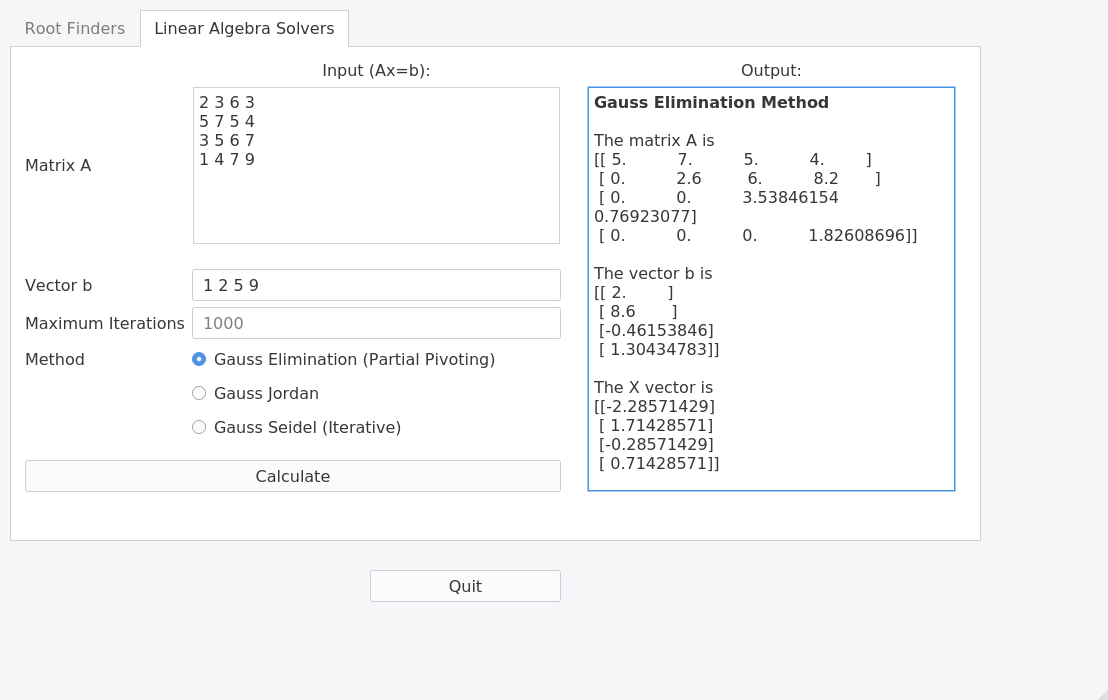 Root Finders
Linear Algebra Solvers
Input (Ax=b):
Matrix A
2 3 6 3
5 7 5 4
3 5 6 7
1 4 7 9
Vector b
1 2 5 9
Maximum Iterations
1000
Method
Gauss Elimination (Partial Pivoting)
Gauss Jordan
Gauss Seidel (Iterative)
Calculate
Output:
Gauss Elimination Method
The matrix A is
[[ 5. 7. 5. 4. ]
[ 0. 2.6 6. 8.2 ]
[ 0. 0. 3.53846154
0.76923077]
[ 0. 0. 0. 1.82608696]]
The vector b is
[[ 2. ]
[ 8.6 ]
[-0.46153846]
[ 1.30434783]]
The X vector is
[[-2.28571429]
[ 1.71428571]
[-0.28571429]
[ 0.71428571]]
Quit